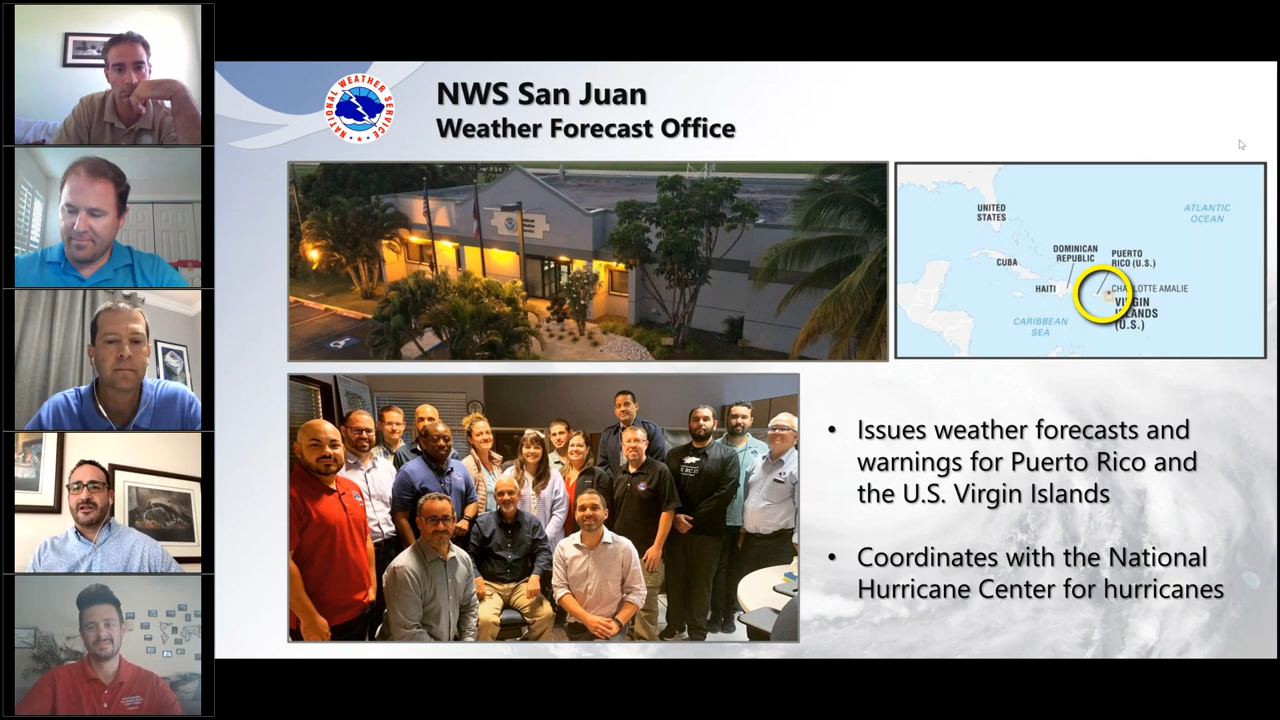 NATIONAL WEATHER SERVICE
NWS San Juan
Weather Forecast Office
UNITED
STATES
ATLANTIC
OCEAN
DOMINICAN
REPUBLIC
PUERTO
RICO (U.S.)
CUBA
HAITI
CHARLOTTE AMALIE
VIRGIN
ISLANDS
(U.S.)
CARIBBEAN
SEA
• Issues weather forecasts and
warnings for Puerto Rico and
the U.S. Virgin Islands
• Coordinates with the National
Hurricane Center for hurricanes